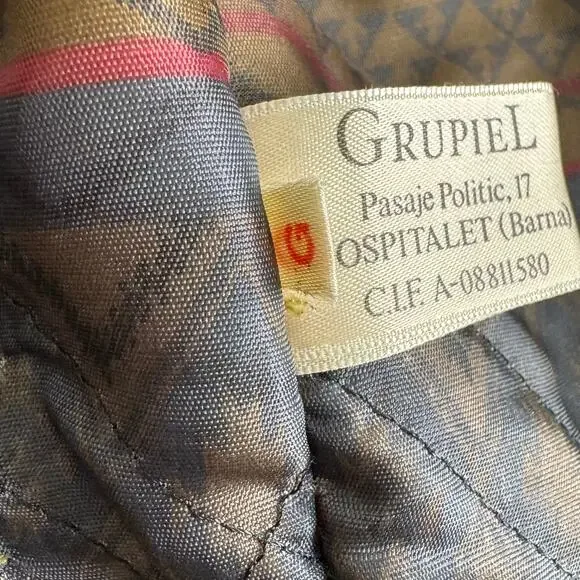 GRUPIEL
Pasaje Politic, 17
OSPITALET (Barna)
C.I.F. A-08811580
G